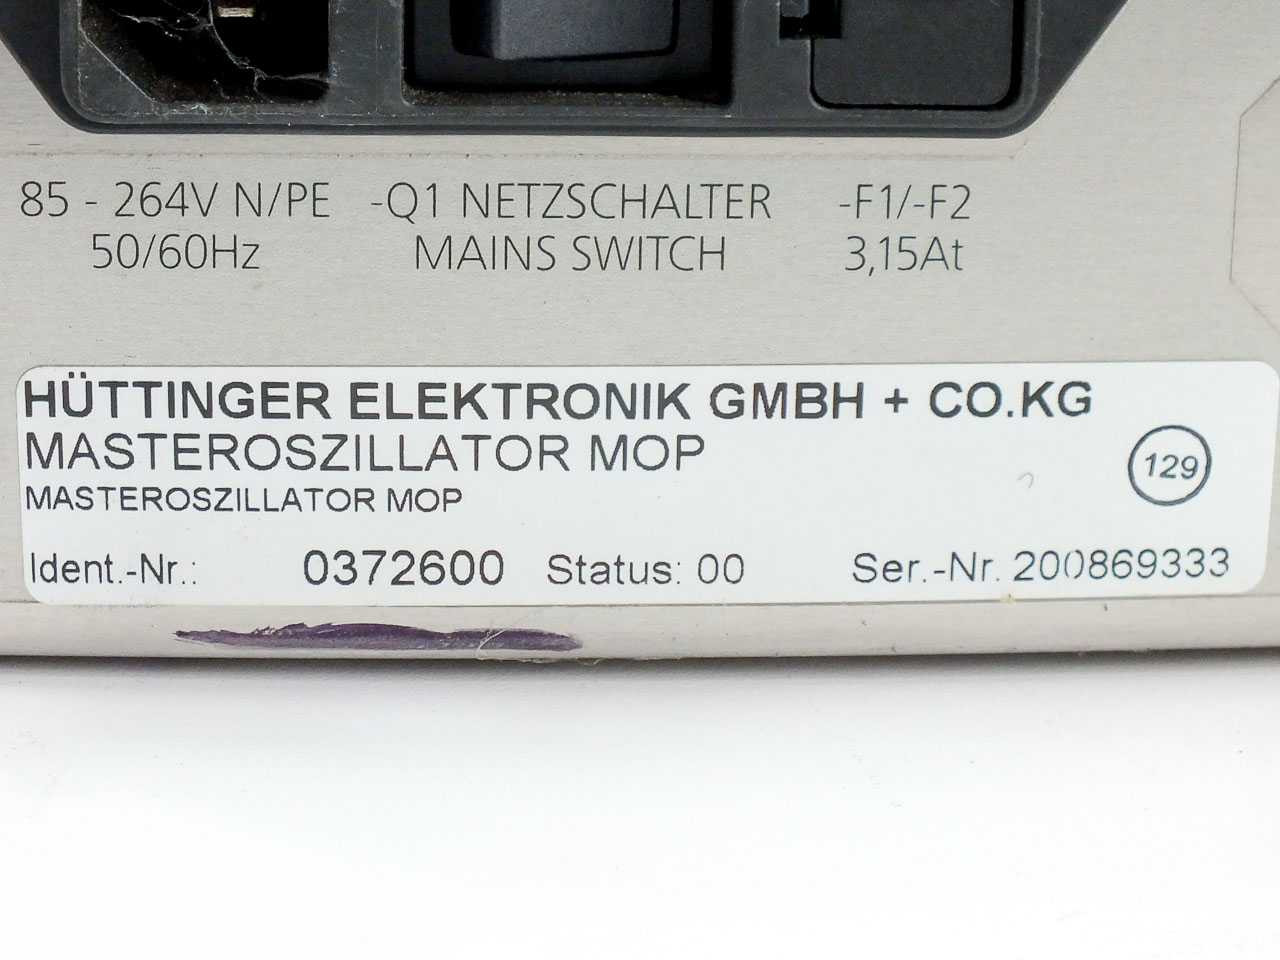 85 - 264V N/PE -Q1 NETZSCHALTER -F1/-F2
50/60Hz MAINS SWITCH 3,15At
HÜTTINGER ELEKTRONIK GMBH + CO.KG
MASTEROSZILLATOR MOP
129
MASTEROSZILLATOR MOP
Ident.-Nr.: 0372600 Status: 00 Ser.-Nr. 200869333